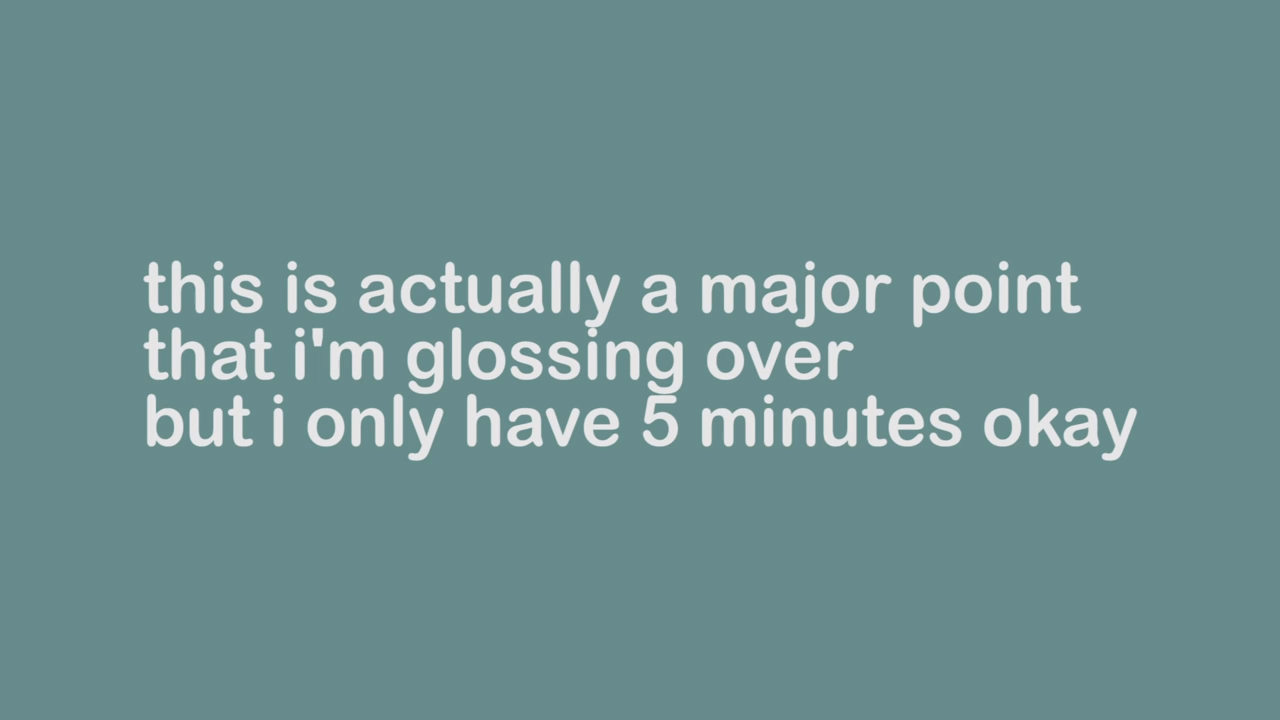 this is actually a major point
that i'm glossing over
but i only have 5 minutes okay